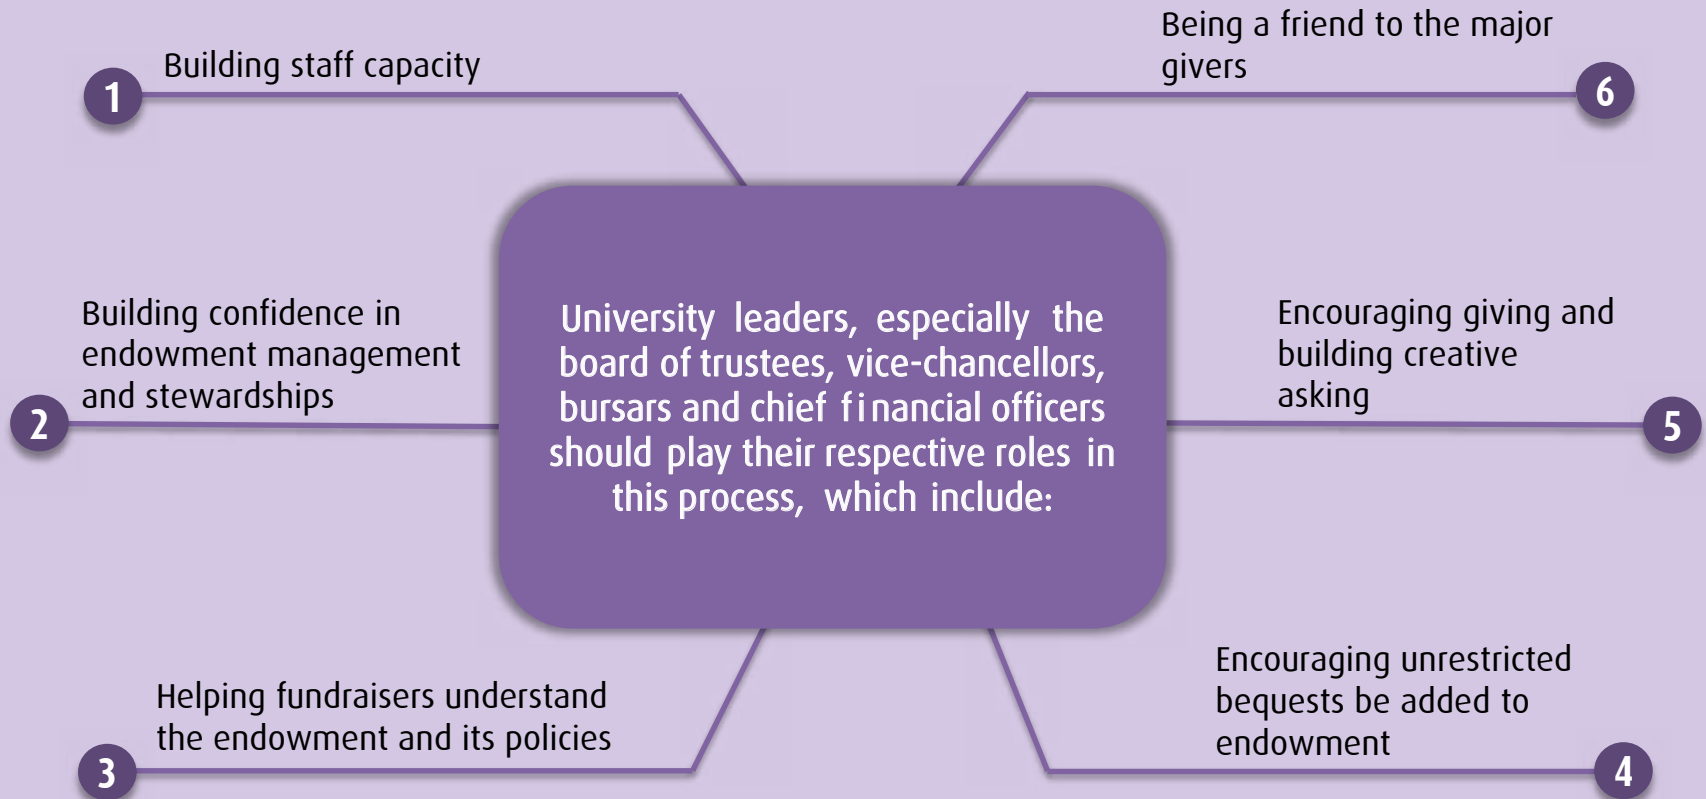 1
Building staff capacity
2
Building confidence in
endowment management
and stewardships
3
Helping fundraisers understand
the endowment and its policies
University leaders, especially the
board of trustees, vice-chancellors,
bursars and chief financial officers
should play their respective roles in
this process, which include:
4
Encouraging unrestricted
bequests be added to
endowment
5
Encouraging giving and
building creative
asking
6
Being a friend to the major
givers